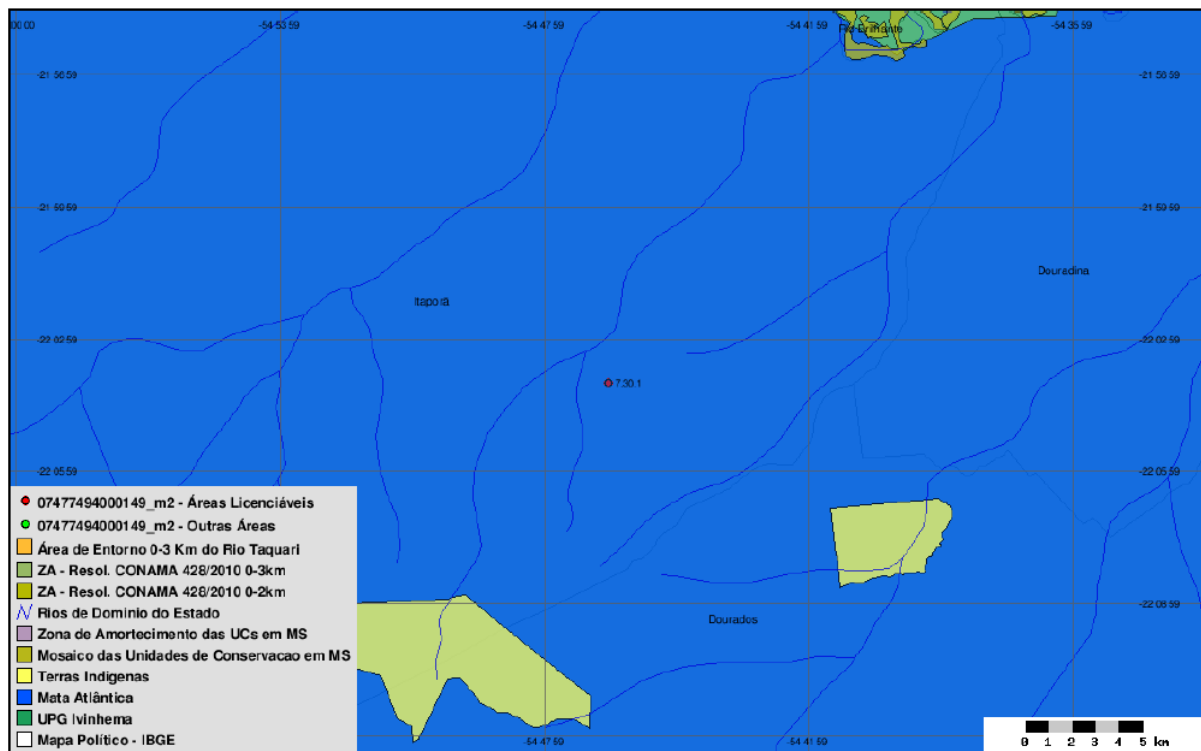 00 00
-54 53 59
-54 47 59
-54 41 59
-54 35 59
Rio Brilhante
-21 56 59
-21 56 59
-21 59 59
-21 59 59
Douradina
Itaporã
-22 02 59
-22 02 59
7.30.1
-22 05 59
-22 05 59
07477494000149_m2 - Áreas Licenciáveis
07477494000149_m2 - Outras Áreas
Área de Entorno 0-3 Km do Rio Taquari
ZA - Resol. CONAMA 428/2010 0-3km
ZA - Resol. CONAMA 428/2010 0-2km
-22 08 59
Rios de Domínio do Estado
Dourados
Zona de Amortecimento das UCs em MS
Mosaico das Unidades de Conservacao em MS
Terras Indígenas
Mata Atlântica
UPG Ivinhema
Mapa Político - IBGE
-54 47 59
-54 41 59
0 1 2 3 4 5 km